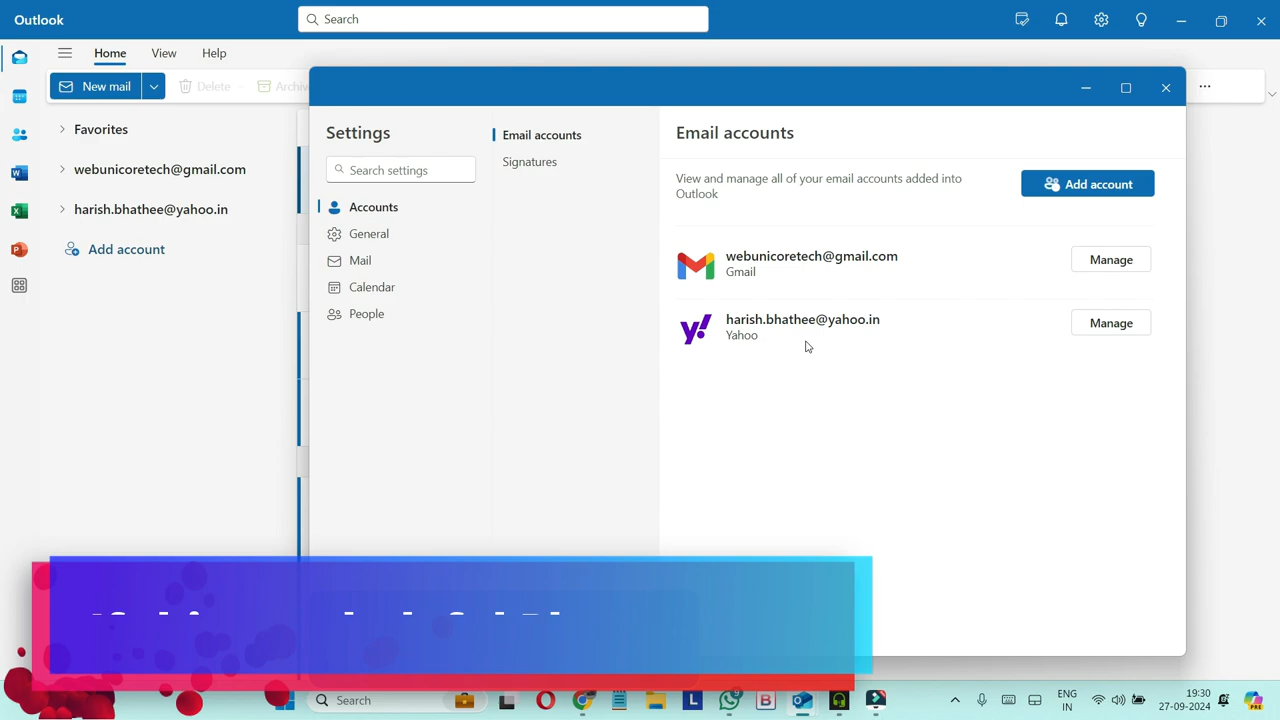 Outlook
Search
Home
View
Help
New mail
Delete
Archiv
Favorites
webunicoretech@gmail.com
harish.bhathee@yahoo.in
Add account
Settings
Search settings
Accounts
General
Mail
Calendar
People
Email accounts
Signatures
Email accounts
View and manage all of your email accounts added into
Outlook
Add account
webunicoretech@gmail.com
Gmail
Manage
harish.bhathee@yahoo.in
Yahoo
Manage
Search
ENG
IN
19:30
27-09-2024